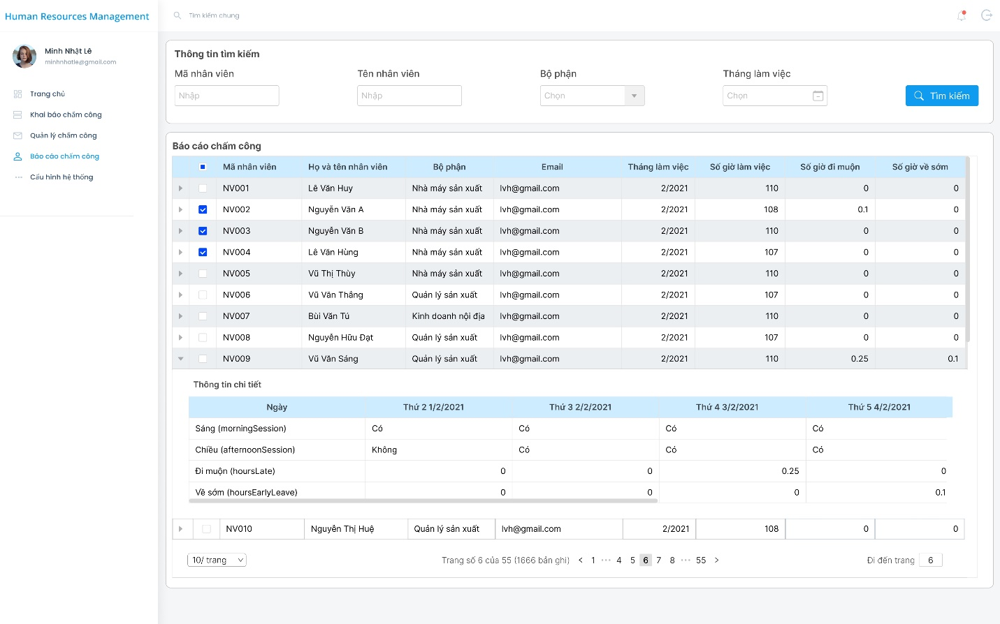 Human Resources Management
Tìm kiếm chung
Minh Nhật Lê
minhnhatle@gmail.com
Trang chủ
Khai báo chấm công
Quản lý chấm công
Báo cáo chấm công
Cấu hình hệ thống
Thông tin tìm kiếm
Mã nhân viên Tên nhân viên Bộ phận Tháng làm việc
Nhập Nhập Chọn Chọn Tìm kiếm
Báo cáo chấm công
Mã nhân viên Họ và tên nhân viên Bộ phận Email Tháng làm việc Số giờ làm việc Số giờ đi muộn Số giờ về sớm
NV001 Lê Văn Huy Nhà máy sản xuất lvh@gmail.com 2/2021 110 0 0
NV002 Nguyễn Văn A Nhà máy sản xuất lvh@gmail.com 2/2021 108 0.1 0
NV003 Nguyễn Văn B Nhà máy sản xuất lvh@gmail.com 2/2021 110 0 0
NV004 Lê Văn Hùng Nhà máy sản xuất lvh@gmail.com 2/2021 107 0 0
NV005 Vũ Thị Thùy Nhà máy sản xuất lvh@gmail.com 2/2021 110 0 0
NV006 Vũ Văn Thắng Quản lý sản xuất lvh@gmail.com 2/2021 107 0 0
NV007 Bùi Văn Tú Kinh doanh nội địa lvh@gmail.com 2/2021 110 0 0
NV008 Nguyễn Hữu Đạt Quản lý sản xuất lvh@gmail.com 2/2021 107 0 0
NV009 Vũ Văn Sáng Quản lý sản xuất lvh@gmail.com 2/2021 110 0.25 0.1
Thông tin chi tiết
Ngày Thứ 2 1/2/2021 Thứ 3 2/2/2021 Thứ 4 3/2/2021 Thứ 5 4/2/2021
Sáng (morningSession) Có Có Có Có
Chiều (afternoonSession) Không Có Có Có
Đi muộn (hoursLate) 0 0 0.25 0
Về sớm (hoursEarlyLeave) 0 0 0 0.1
NV010 Nguyễn Thị Huệ Quản lý sản xuất lvh@gmail.com 2/2021 108 0 0
10/ trang Trang số 6 của 55 (1666 bản ghi) < 1 ••• 4 5 6 7 8 ••• 55 > Đi đến trang 6